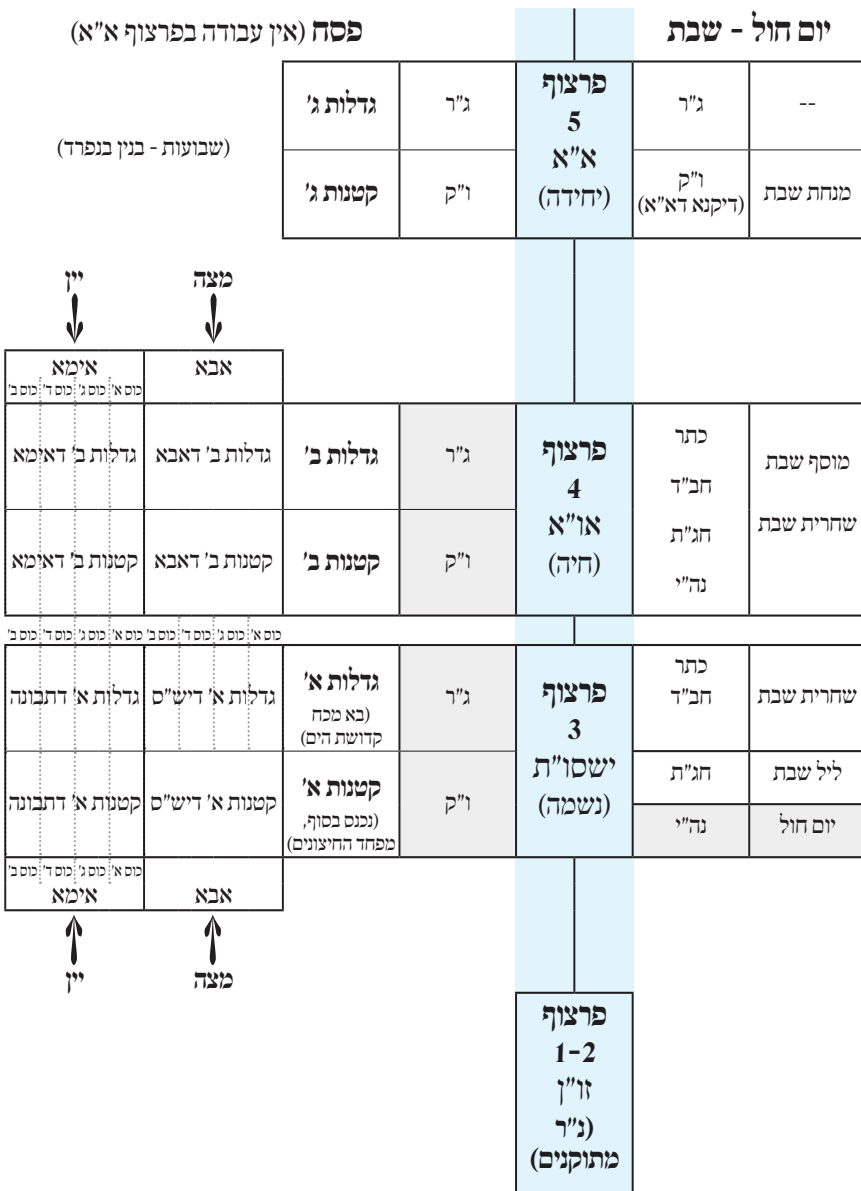 יום חול - שבת
פסח (אין עבודה בפרצוף א"א)
--
ג"ר
פרצוף
5
א"א
(יחידה)
ג"ר
גדלות ג'
(שבועות - בנין בנפרד)
מנחת שבת
ו"ק
(דיקנא דא"א)
ו"ק
קטנות ג'
מצה
יין
אבא
אימא
כוס א' כוס ג' כוס ד' כוס ב'
מוסף שבת
שחרית שבת
כתר
חב"ד
חג"ת
נה"י
פרצוף
4
או"א
(חיה)
ג"ר
גדלות ב'
גדלות ב' דאבא
גדלות ב' דאימא
ו"ק
קטנות ב'
קטנות ב' דאבא
קטנות ב' דאימא
כוס א' כוס ג' כוס ד' כוס ב' כוס א' כוס ג' כוס ד' כוס ב'
שחרית שבת
כתר
חב"ד
ליל שבת
חג"ת
יום חול
נה"י
פרצוף
3
ישסו"ת
(נשמה)
ג"ר
גדלות א'
(בא מכח
קדושת הים)
גדלות א' דיש"ס
גדלות א' דתבונה
ו"ק
קטנות א'
(נכנס בסוף,
מפחד החיצונים)
קטנות א' דיש"ס
קטנות א' דתבונה
כוס א' כוס ג' כוס ד' כוס ב'
אבא
אימא
מצה
יין
פרצוף
1-2
זו"ן
(נ"ר
מתוקנים)